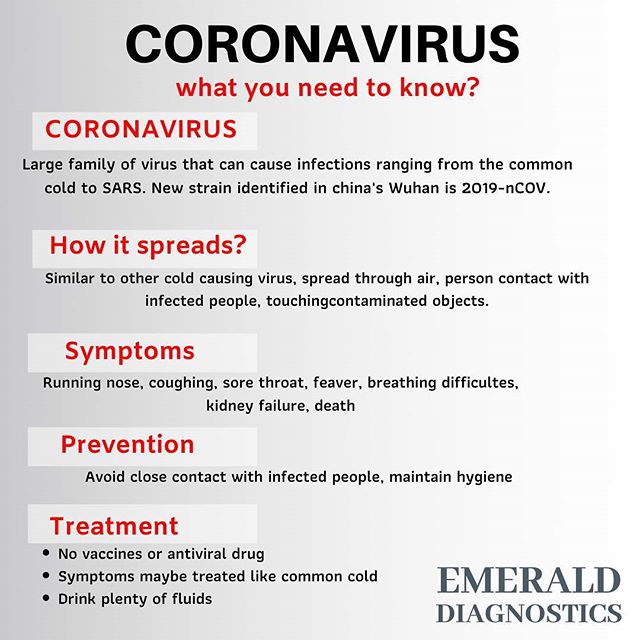 CORONAVIRUS
what you need to know?
CORONAVIRUS
Large family of virus that can cause infections ranging from the common
cold to SARS. New strain identified in china's Wuhan is 2019-nCOV.
How it spreads?
Similar to other cold causing virus, spread through air, person contact with
infected people, touchingcontaminated objects.
Symptoms
Running nose, coughing, sore throat, feaver, breathing difficultes,
kidney failure, death
Prevention
Avoid close contact with infected people, maintain hygiene
Treatment
• No vaccines or antiviral drug
• Symptoms maybe treated like common cold
• Drink plenty of fluids
EMERALD
DIAGNOSTICS